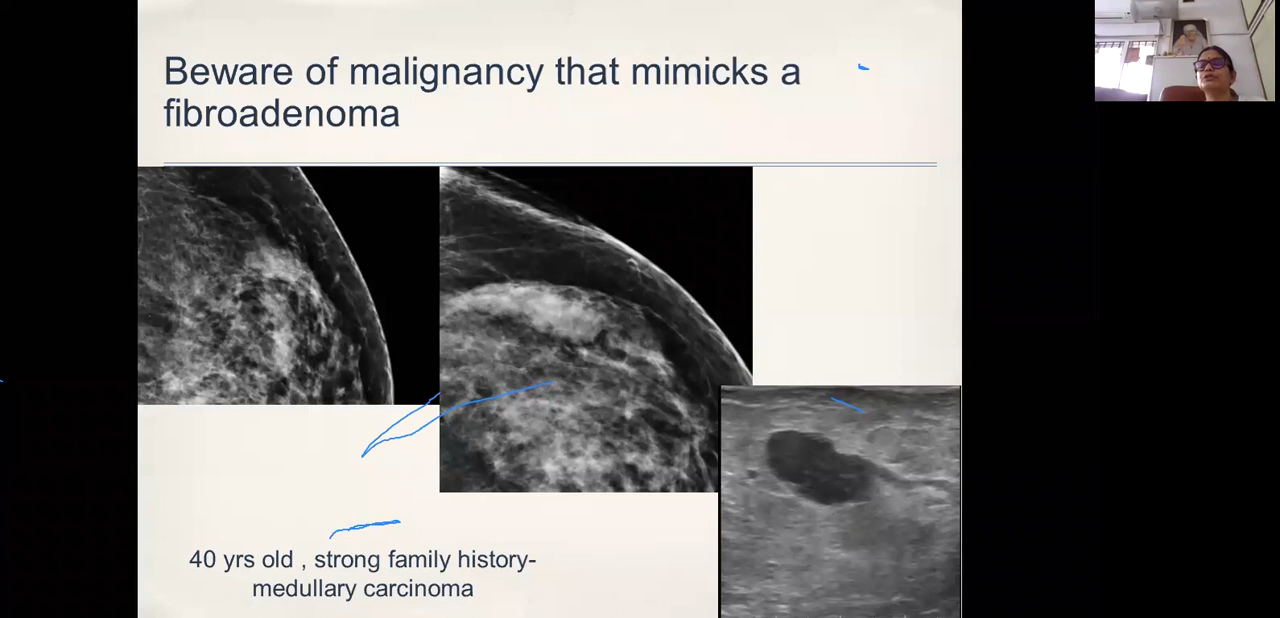 Beware of malignancy that mimicks a
fibroadenoma
40 yrs old , strong family history-
medullary carcinoma